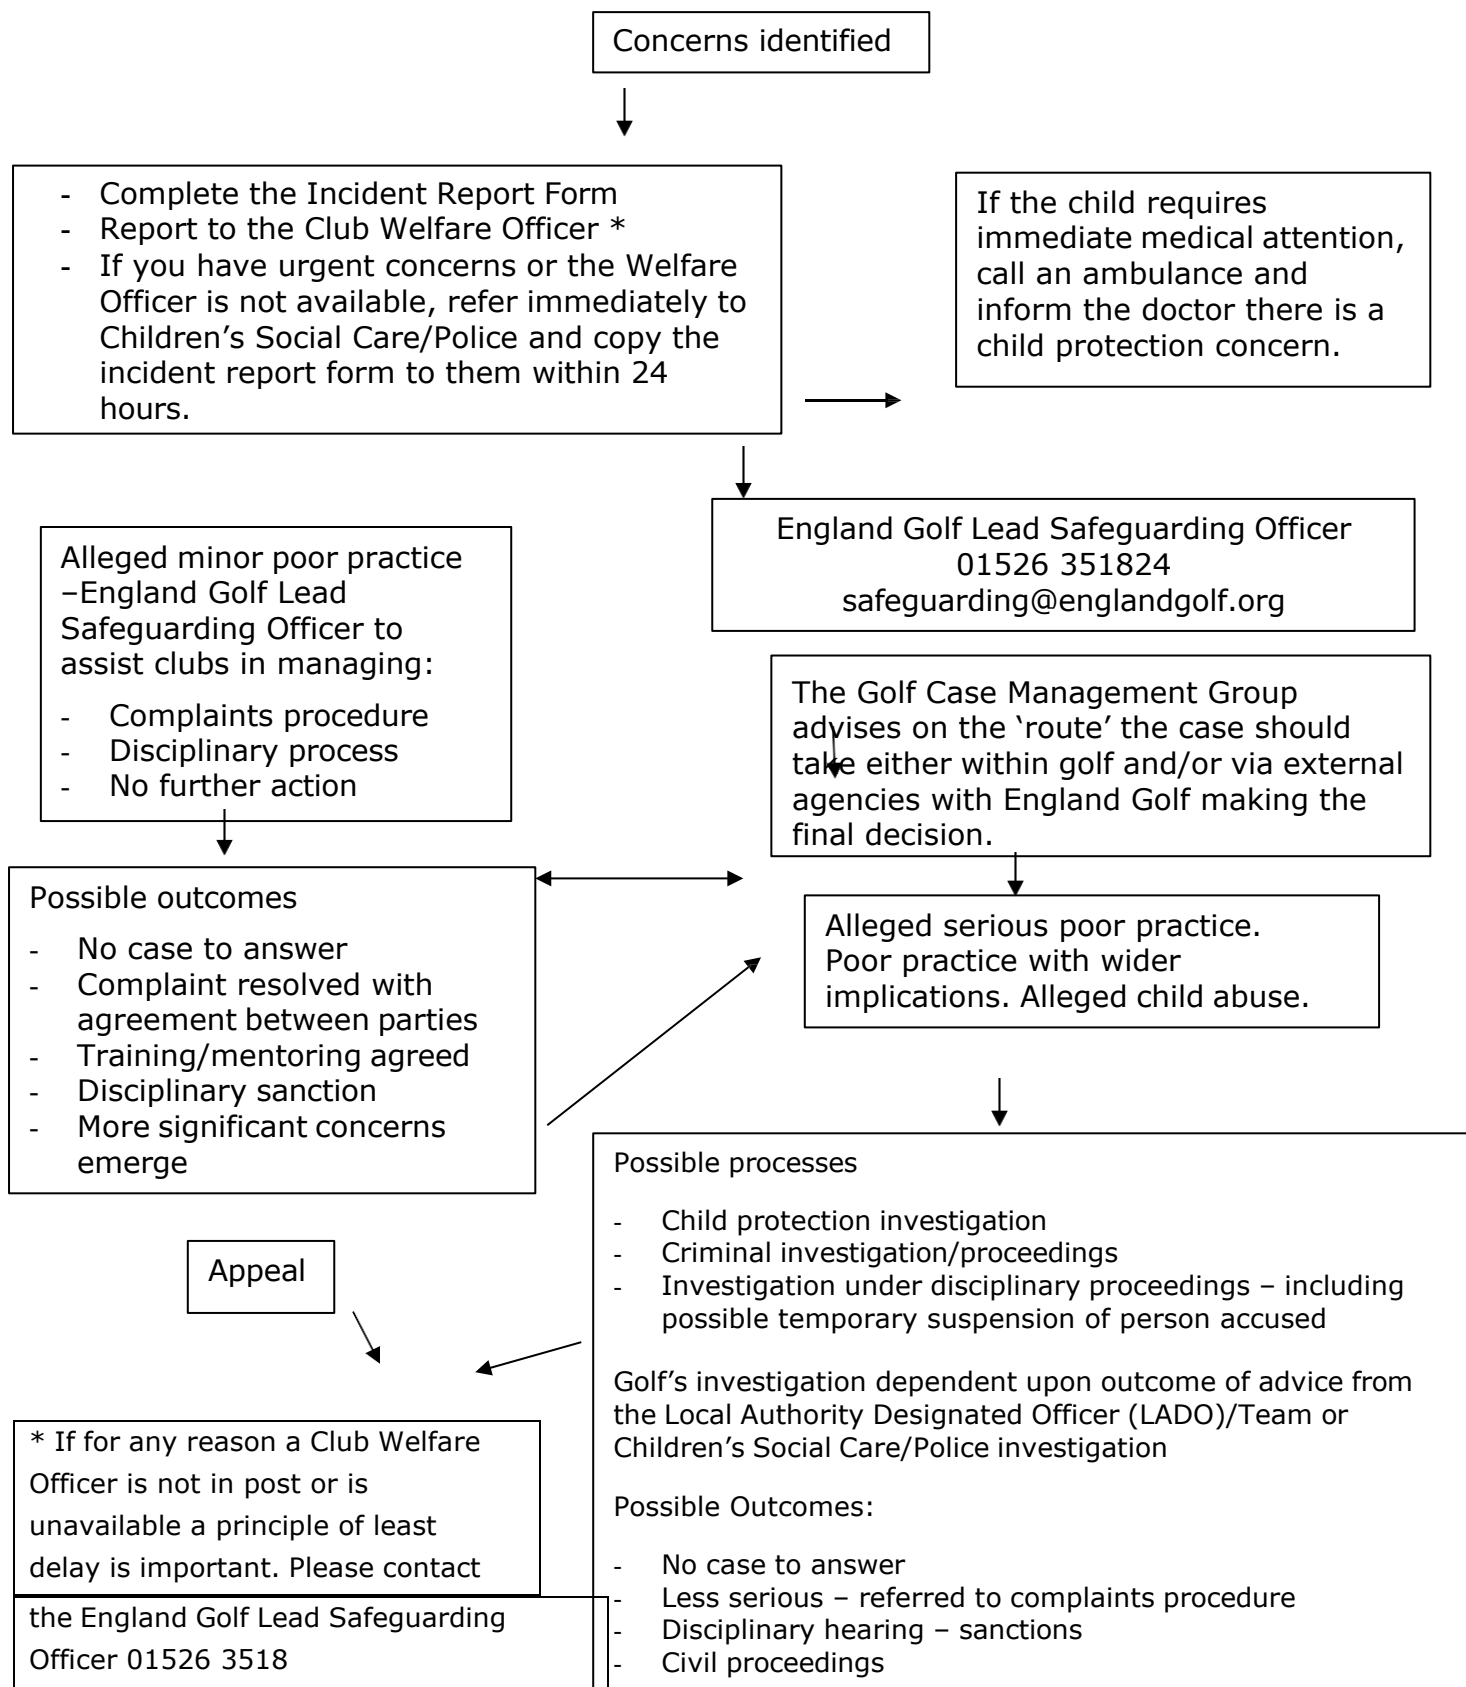 Concerns identified
- Complete the Incident Report Form
- Report to the Club Welfare Officer *
- If you have urgent concerns or the Welfare
Officer is not available, refer immediately to
Children’s Social Care/Police and copy the
incident report form to them within 24
hours.
If the child requires
immediate medical attention,
call an ambulance and
inform the doctor there is a
child protection concern.
England Golf Lead Safeguarding Officer
01526 351824
safeguarding@englandgolf.org
Alleged minor poor practice
–England Golf Lead
Safeguarding Officer to
assist clubs in managing:
- Complaints procedure
- Disciplinary process
- No further action
The Golf Case Management Group
advises on the ‘route’ the case should
take either within golf and/or via external
agencies with England Golf making the
final decision.
Possible outcomes
- No case to answer
- Complaint resolved with
agreement between parties
- Training/mentoring agreed
- Disciplinary sanction
- More significant concerns
emerge
Alleged serious poor practice.
Poor practice with wider
implications. Alleged child abuse.
Appeal
Possible processes
- Child protection investigation
- Criminal investigation/proceedings
- Investigation under disciplinary proceedings – including
possible temporary suspension of person accused
Golf’s investigation dependent upon outcome of advice from
the Local Authority Designated Officer (LADO)/Team or
Children’s Social Care/Police investigation
Possible Outcomes:
- No case to answer
- Less serious – referred to complaints procedure
- Disciplinary hearing – sanctions
- Civil proceedings
* If for any reason a Club Welfare
Officer is not in post or is
unavailable a principle of least
delay is important. Please contact
the England Golf Lead Safeguarding
Officer 01526 3518